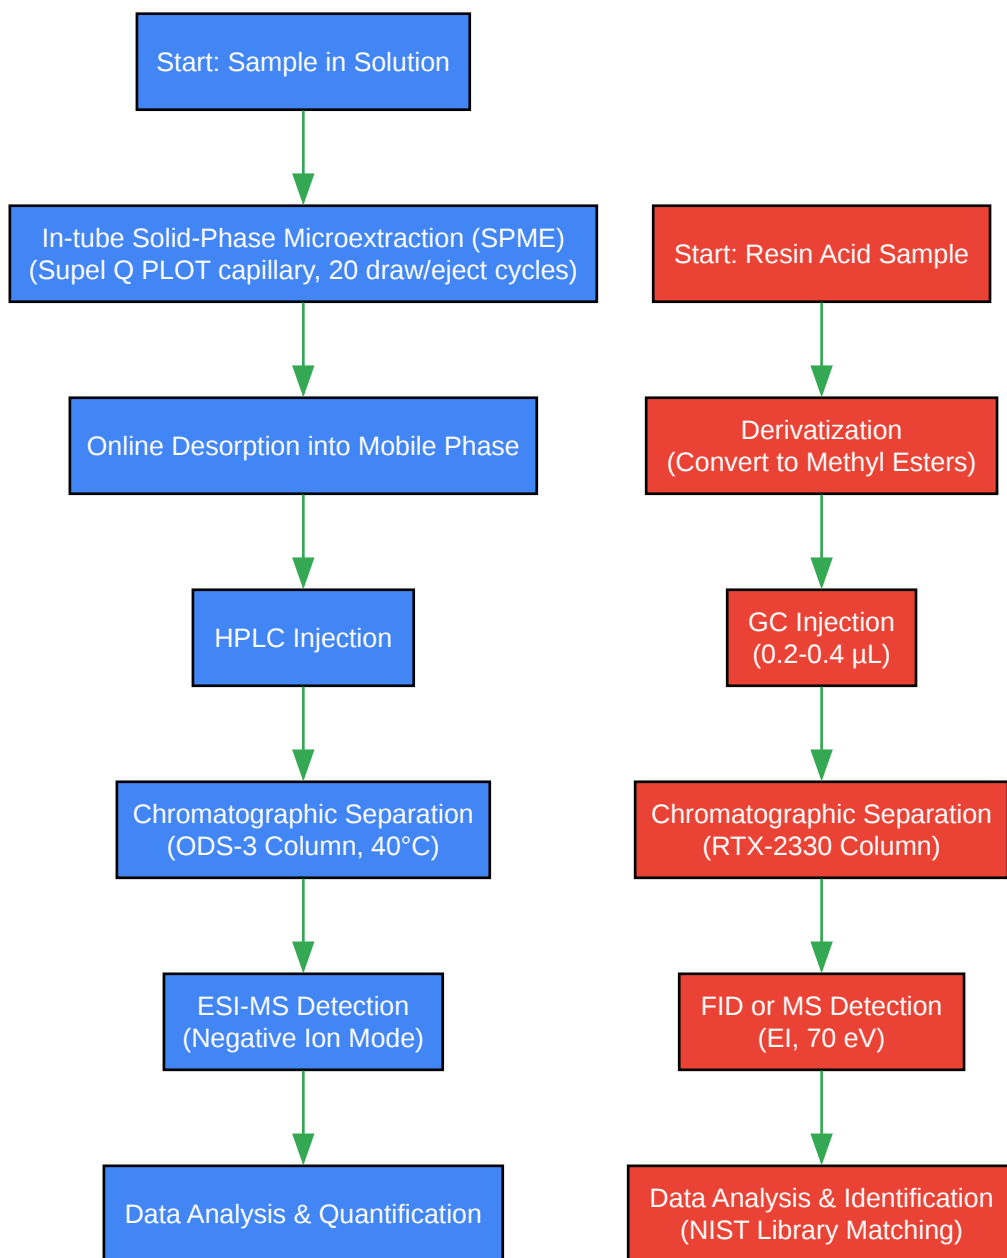 Start: Sample in Solution
In-tube Solid-Phase Microextraction (SPME)
(Supel Q PLOT capillary, 20 draw/eject cycles)
Online Desorption into Mobile Phase
HPLC Injection
Chromatographic Separation
(ODS-3 Column, 40°C)
ESI-MS Detection
(Negative Ion Mode)
Data Analysis & Quantification
Start: Resin Acid Sample
Derivatization
(Convert to Methyl Esters)
GC Injection
(0.2-0.4 µL)
Chromatographic Separation
(RTX-2330 Column)
FID or MS Detection
(EI, 70 eV)
Data Analysis & Identification
(NIST Library Matching)